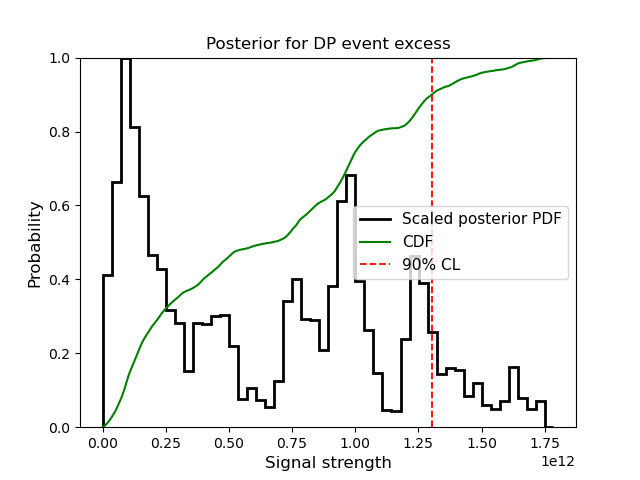 Posterior for DP event excess
1.0
0.8
0.6
0.4
0.2
0.0
Probability
Scaled posterior PDF
CDF
90% CL
0.00 0.25 0.50 0.75 1.00 1.25 1.50 1.75
1e12
Signal strength